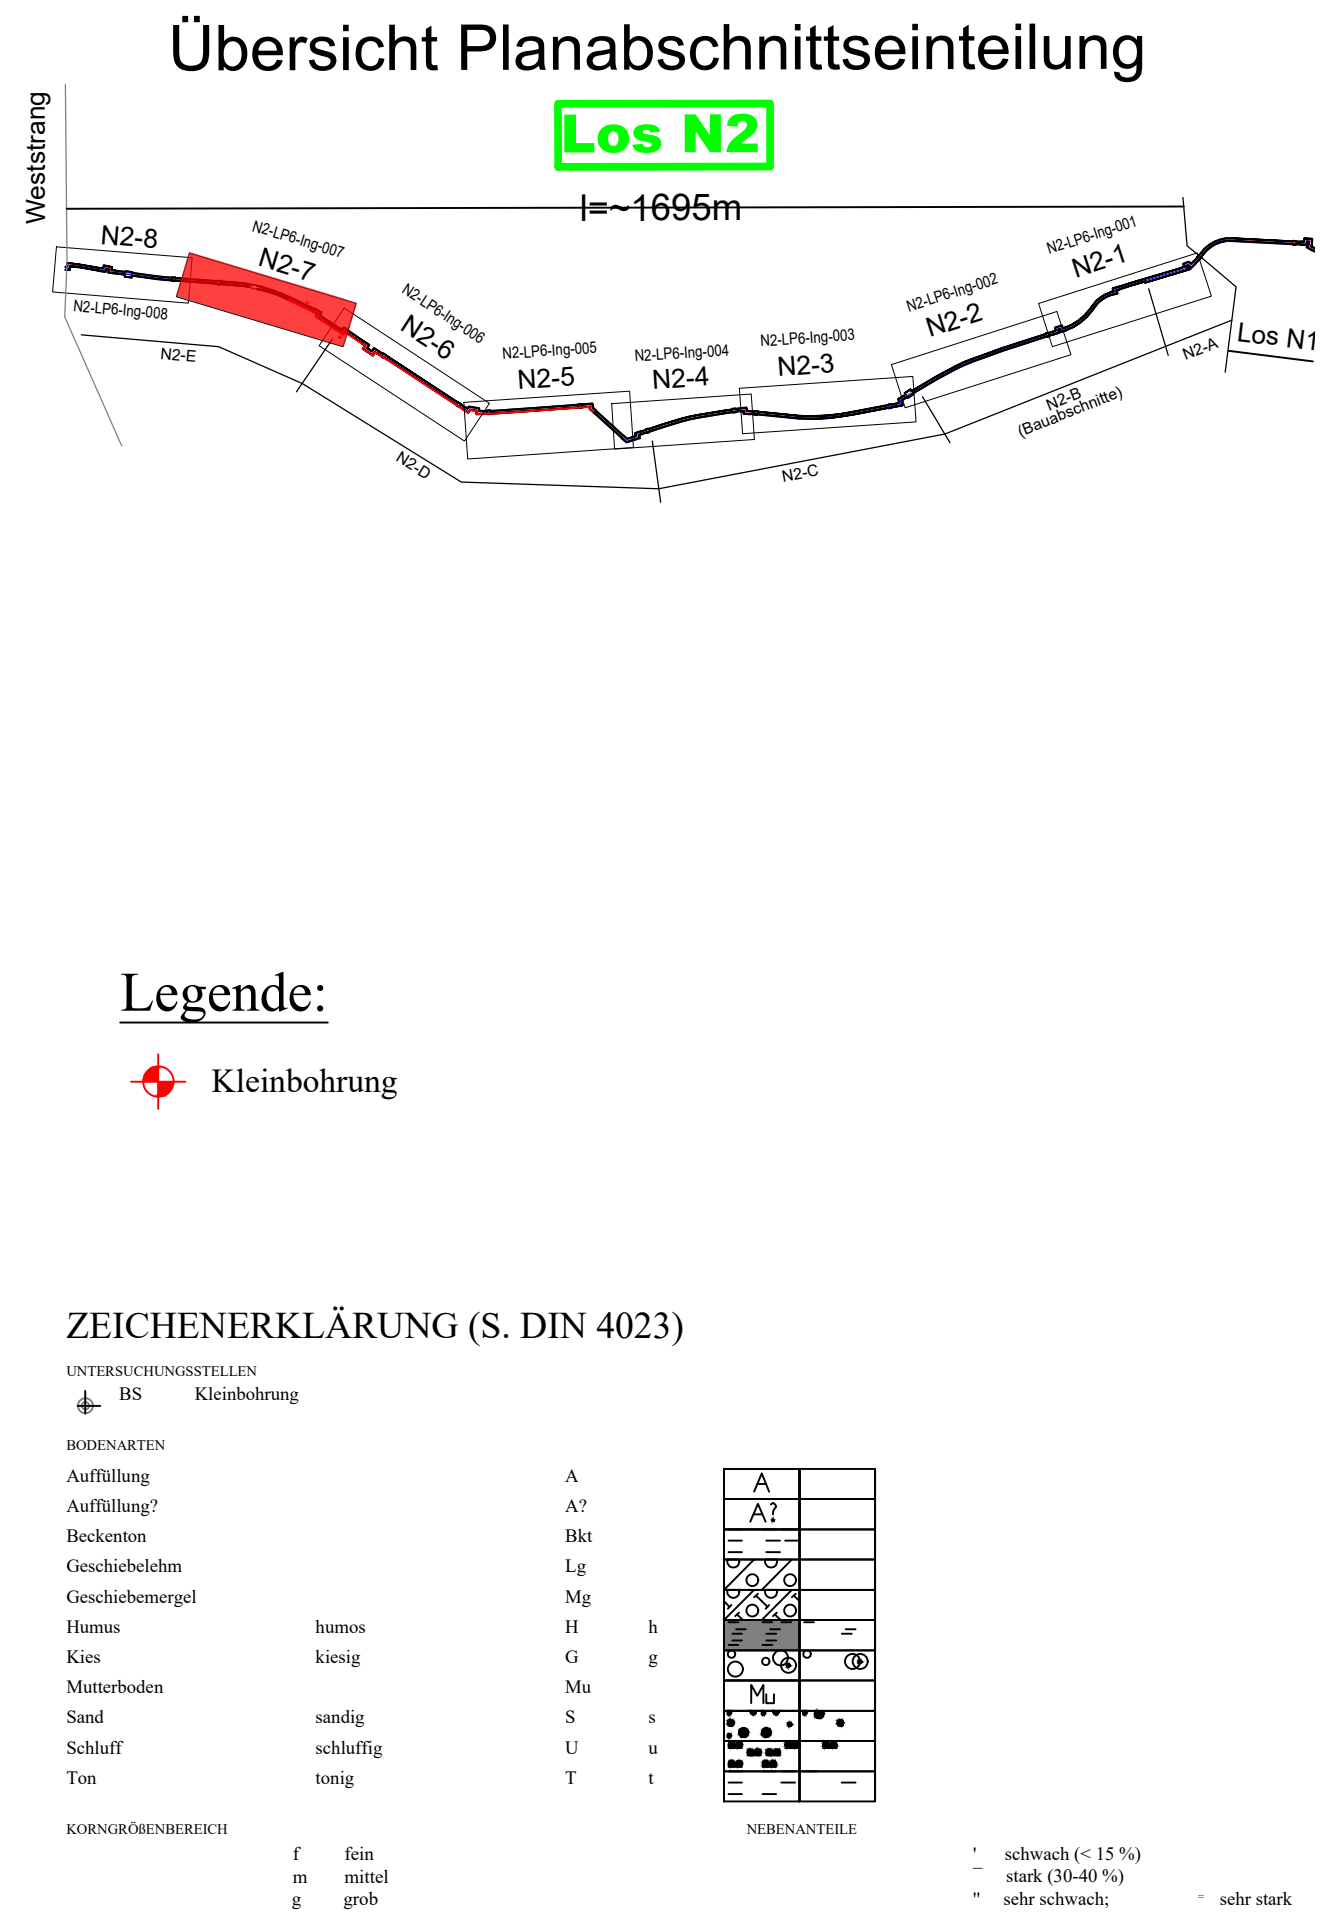 Übersicht Planabschnittseinteilung
Weststrang
Los N2
l=~1695m
N2-8
N2-LP6-Ing-007
N2-7
N2-LP6-Ing-001
N2-1
N2-LP6-Ing-008
N2-LP6-Ing-006
N2-6
N2-LP6-Ing-002
N2-2
N2-LP6-Ing-005
N2-5
N2-LP6-Ing-004
N2-4
N2-LP6-Ing-003
N2-3
Los N1
N2-E
N2-A
N2-B
(Bauabschnitte)
N2-D
N2-C
Legende:
Kleinbohrung
ZEICHENERKLÄRUNG (S. DIN 4023)
UNTERSUCHUNGSSTELLEN
BS Kleinbohrung
BODENARTEN
Auffüllung A A
Auffüllung? A? A?
Beckenton Bkt
Geschiebelehm Lg
Geschiebemergel Mg
Humus humos H h
Kies kiesig G g
Mutterboden Mu Mu
Sand sandig S s
Schluff schluffig U u
Ton tonig T t
KORNGRÖßENBEREICH NEBENANTEILE
f fein ' schwach (< 15 %)
m mittel ¯ stark (30-40 %)
g grob " sehr schwach; = sehr stark